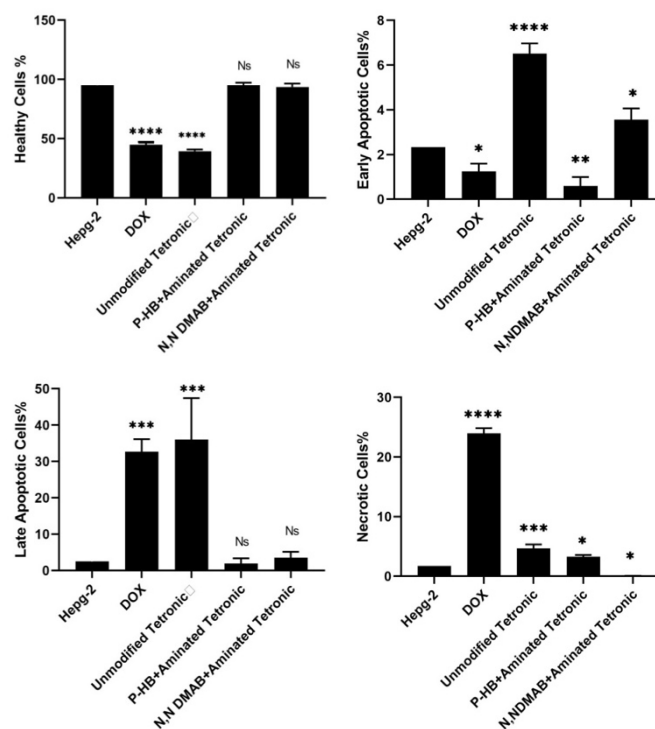 Healthy Cells %
150
100
50
0
****
****
Ns
Ns
Hepg-2
DOX
Unmodified Tetronic□
P-HB+Aminated Tetronic
N,N DMAB+Aminated Tetronic
Early Apoptotic Cells%
8
6
4
2
0
*
****
**
*
Hepg-2
DOX
Unmodified Tetronic
P-HB+Aminated Tetronic
N,NDMAB+Aminated Tetronic
Late Apoptotic Cells%
50
40
30
20
10
0
***
***
Ns
Ns
Hepg-2
DOX
Unmodified Tetronic□
P-HB+Aminated Tetronic
N,N DMAB+Aminated Tetronic
Necrotic Cells%
30
20
10
0
****
***
*
*
Hepg-2
DOX
Unmodified Tetronic
P-HB+Aminated Tetronic
N,NDMAB+Aminated Tetronic